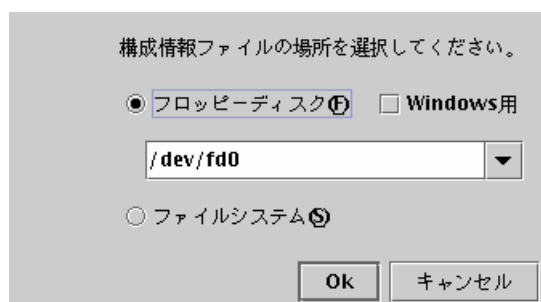 構成情報ファイルの場所を選択してください。
フロッピーディスク(F) Windows用
/dev/fd0
ファイルシステム(S)
Ok キャンセル